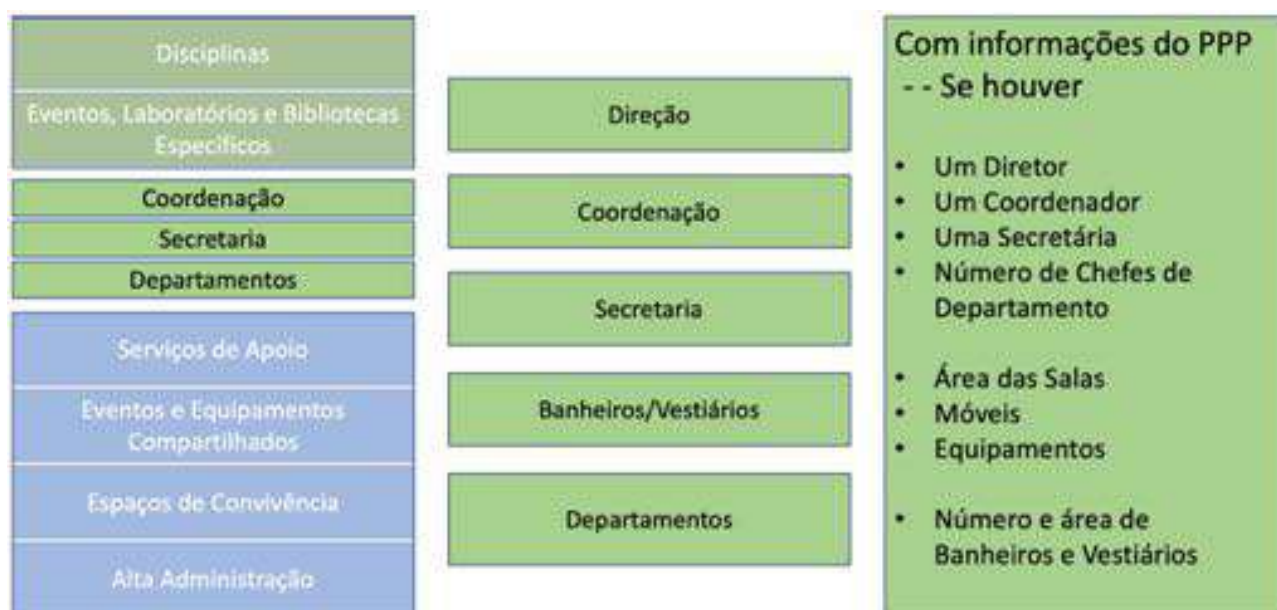 Disciplinas
Eventos, Laboratórios e Bibliotecas
Específicos
Coordenação
Secretaria
Departamentos
Serviços de Apoio
Eventos e Equipamentos
Compartilhados
Espaços de Convivência
Alta Administração
Direção
Coordenação
Secretaria
Banheiros/Vestiários
Departamentos
Com informações do PPP
- - Se houver
• Um Diretor
• Um Coordenador
• Uma Secretária
• Número de Chefes de
Departamento
• Área das Salas
• Móveis
• Equipamentos
• Número e área de
Banheiros e Vestiários